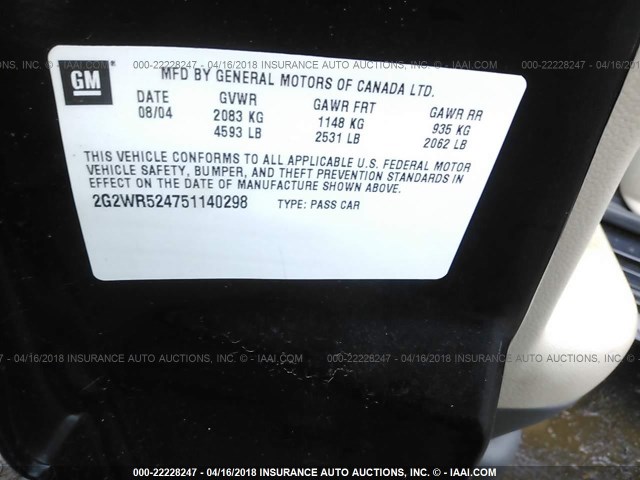 000-22228247 - 04/16/2018 INSURANCE AUTO AUCTIONS, INC. - © IAAI.COM
GM
MFD BY GENERAL MOTORS OF CANADA LTD.
DATE GVWR GAWR FRT GAWR RR
08/04 2083 KG 1148 KG 935 KG
4593 LB 2531 LB 2062 LB
THIS VEHICLE CONFORMS TO ALL APPLICABLE U.S. FEDERAL MOTOR
VEHICLE SAFETY, BUMPER, AND THEFT PREVENTION STANDARDS IN
EFFECT ON THE DATE OF MANUFACTURE SHOWN ABOVE.
2G2WR524751140298 TYPE: PASS CAR
000-22228247 - 04/16/2018 INSURANCE AUTO AUCTIONS, INC. - © IAAI.COM
000-22228247 - 04/16/2018 INSURANCE AUTO AUCTIONS, INC. - © IAAI.COM